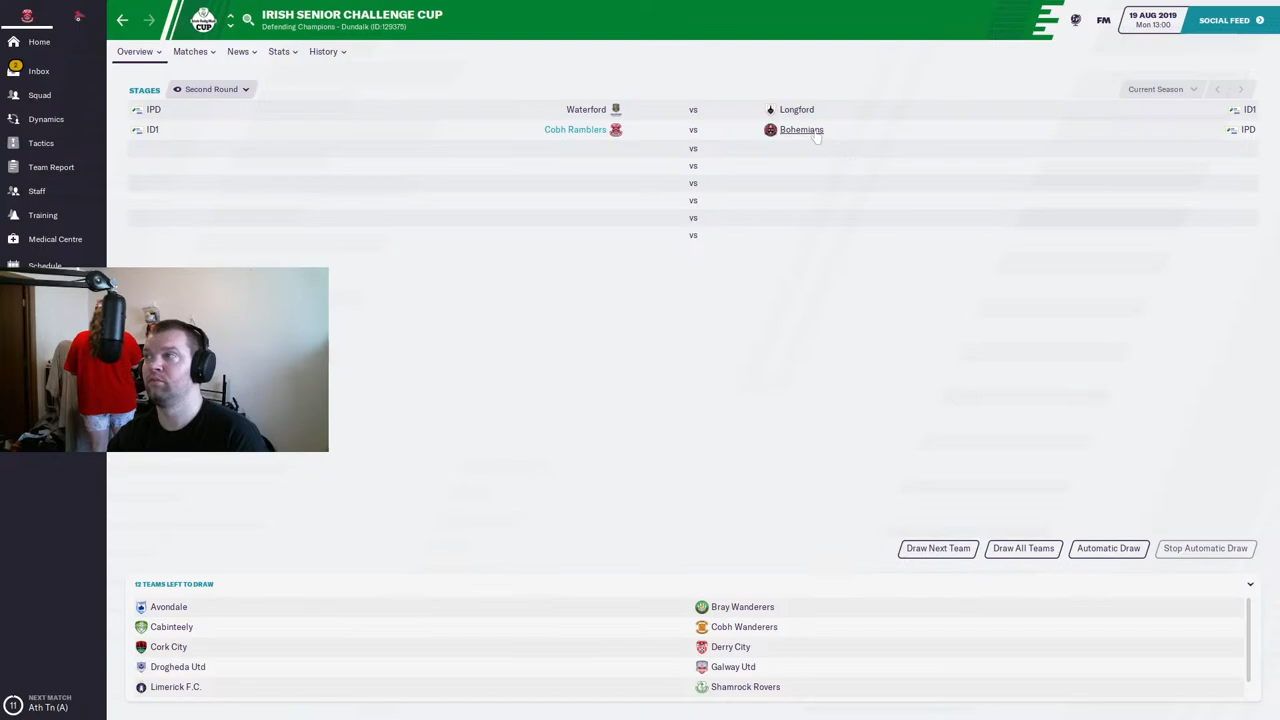 IRISH SENIOR CHALLENGE CUP
Defending Champions - Dundalk (ID:129375)
19 AUG 2019
Mon 13:00
FM
SOCIAL FEED
Home
2
Inbox
Squad
Dynamics
Tactics
Team Report
Staff
Training
Medical Centre
Schedule
Overview
Matches
News
Stats
History
STAGES
Second Round
Current Season
IPD Waterford vs Longford ID1
ID1 Cobh Ramblers vs Bohemians IPD
vs
vs
vs
vs
vs
vs
Draw Next Team
Draw All Teams
Automatic Draw
Stop Automatic Draw
12 TEAMS LEFT TO DRAW
Avondale
Bray Wanderers
Cabinteely
Cobh Wanderers
Cork City
Derry City
Drogheda Utd
Galway Utd
Limerick F.C.
Shamrock Rovers
11
NEXT MATCH
Ath Tn (A)